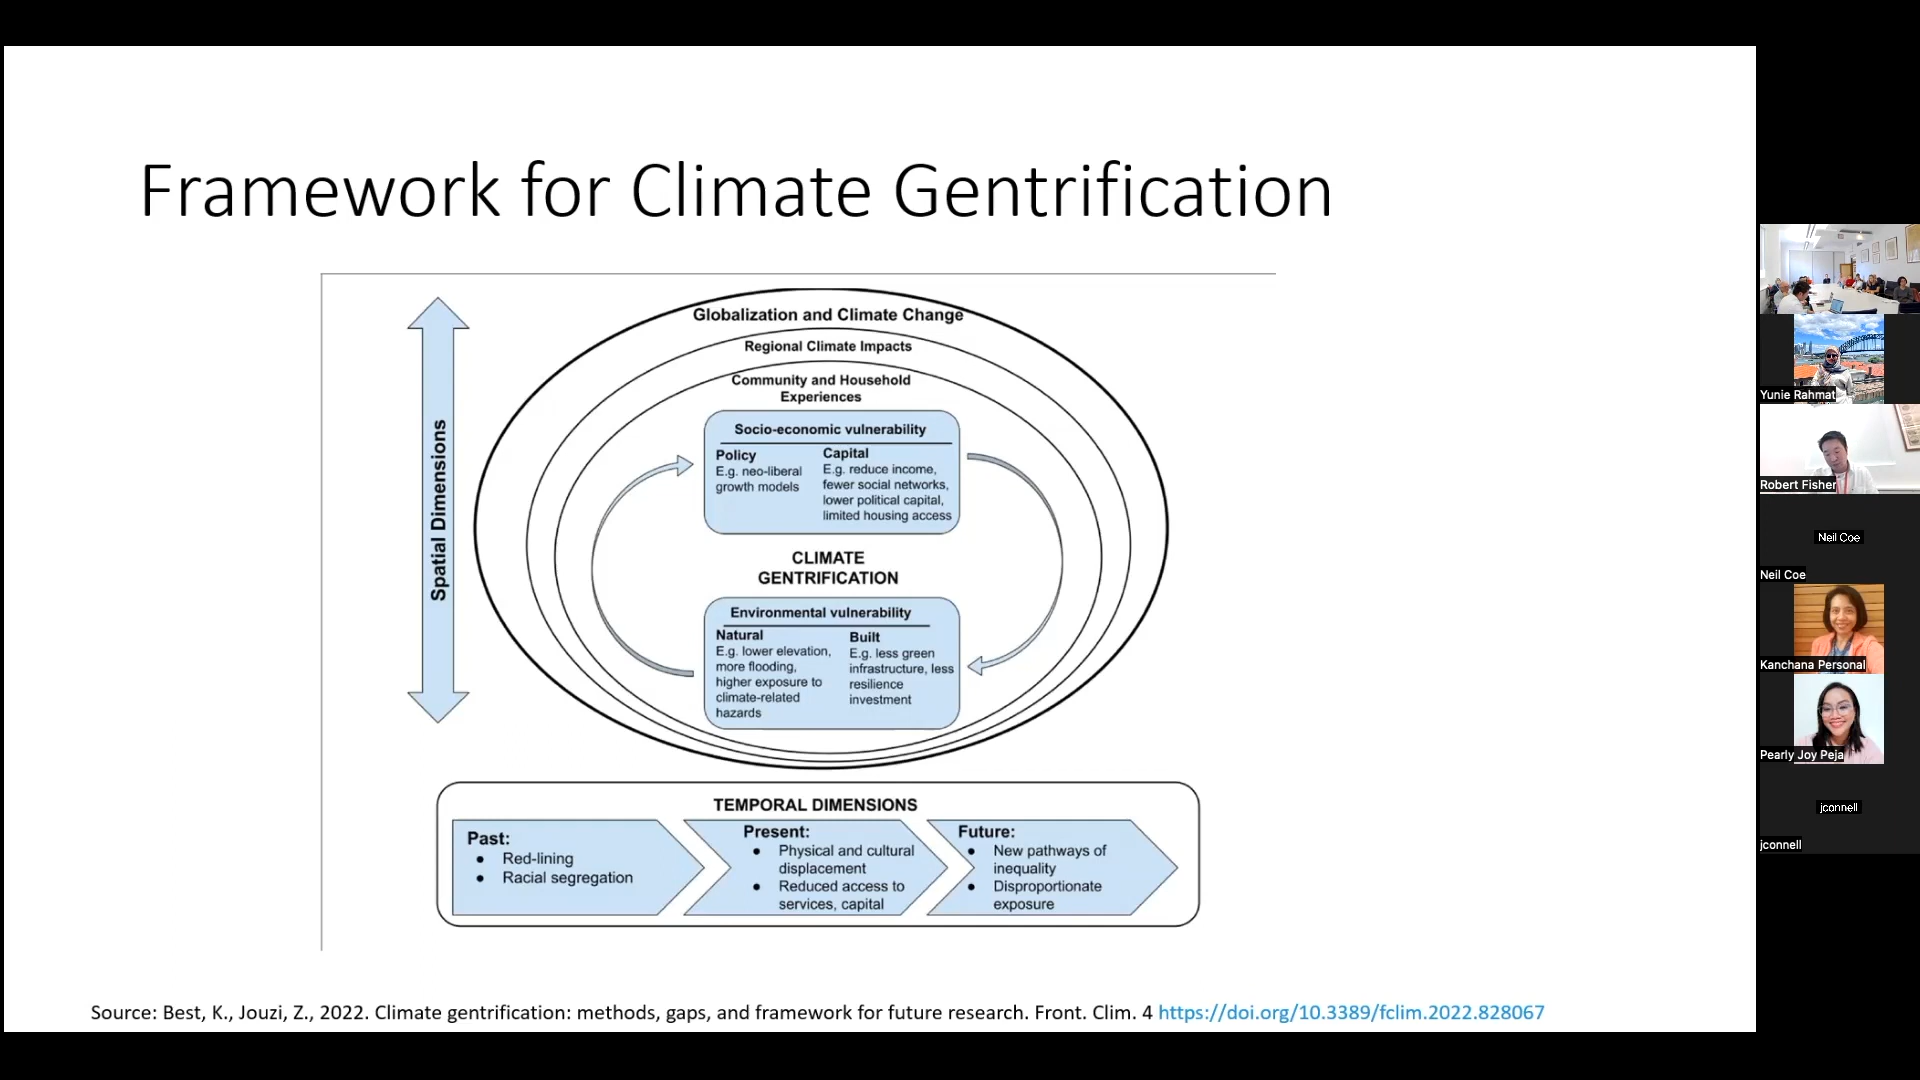 Framework for Climate Gentrification
Spatial Dimensions
Globalization and Climate Change
Regional Climate Impacts
Community and Household
Experiences
Socio-economic vulnerability
Policy
E.g. neo-liberal
growth models
Capital
E.g. reduce income,
fewer social networks,
lower political capital,
limited housing access
CLIMATE
GENTRIFICATION
Environmental vulnerability
Natural
E.g. lower elevation,
more flooding,
higher exposure to
climate-related
hazards
Built
E.g. less green
infrastructure, less
resilience
investment
TEMPORAL DIMENSIONS
Past:
● Red-lining
● Racial segregation
Present:
● Physical and cultural
displacement
● Reduced access to
services, capital
Future:
● New pathways of
inequality
● Disproportionate
exposure
Source: Best, K., Jouzi, Z., 2022. Climate gentrification: methods, gaps, and framework for future research. Front. Clim. 4 https://doi.org/10.3389/fclim.2022.828067
Yunie Rahmat
Robert Fisher
Neil Coe
Neil Coe
Kanchana Personal
Pearly Joy Peja
jconnell
jconnell